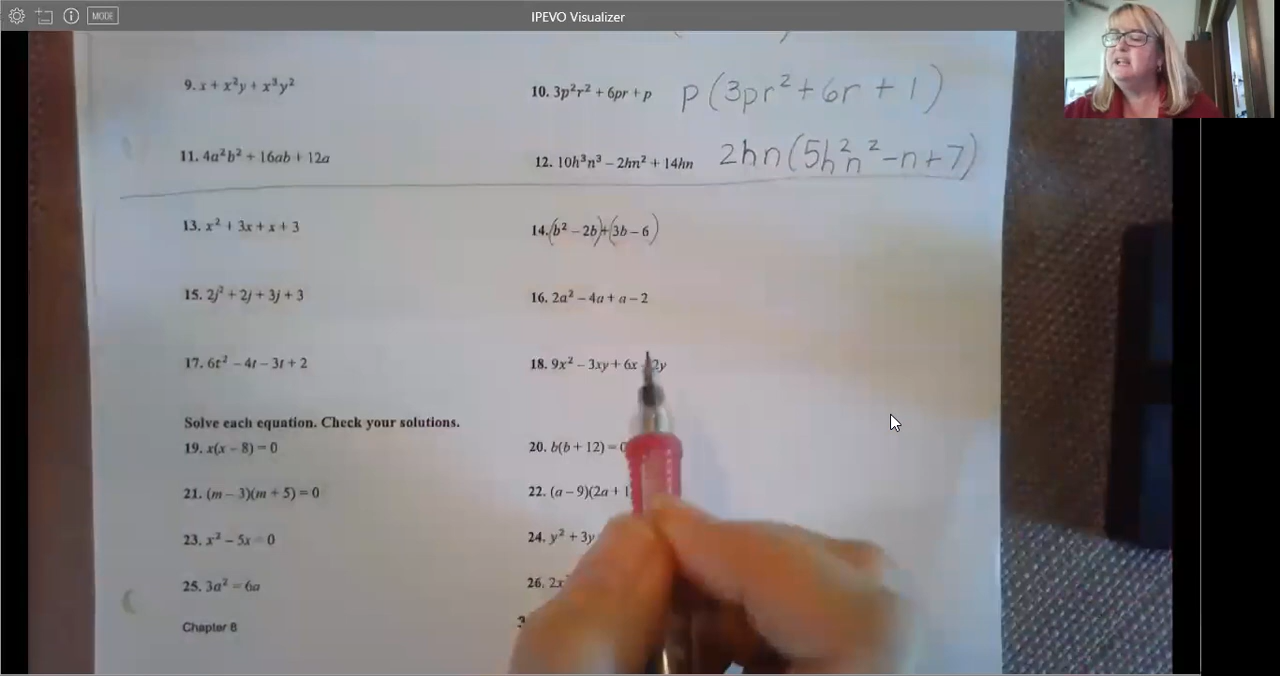 MODE
IPEVO Visualizer
9. x + x²y + x³y²
10. 3p²r² + 6pr + p p(3pr² + 6r + 1)
11. 4a²b² + 16ab + 12a
12. 10h³n³ – 2hn² + 14hn 2hn(5h²n² - n + 7)
13. x² + 3x + x + 3
14. (b² – 2b) + (3b – 6)
15. 2j² + 2j + 3j + 3
16. 2a² – 4a + a – 2
17. 6t² – 4t – 3t + 2
18. 9x² – 3xy + 6x 2y
Solve each equation. Check your solutions.
19. x(x – 8) = 0
20. b(b + 12) =
21. (m – 3)(m + 5) = 0
22. (a – 9)(2a + 1
23. x² – 5x = 0
24. y² + 3y
25. 3a² = 6a
26. 2x
Chapter 8
3